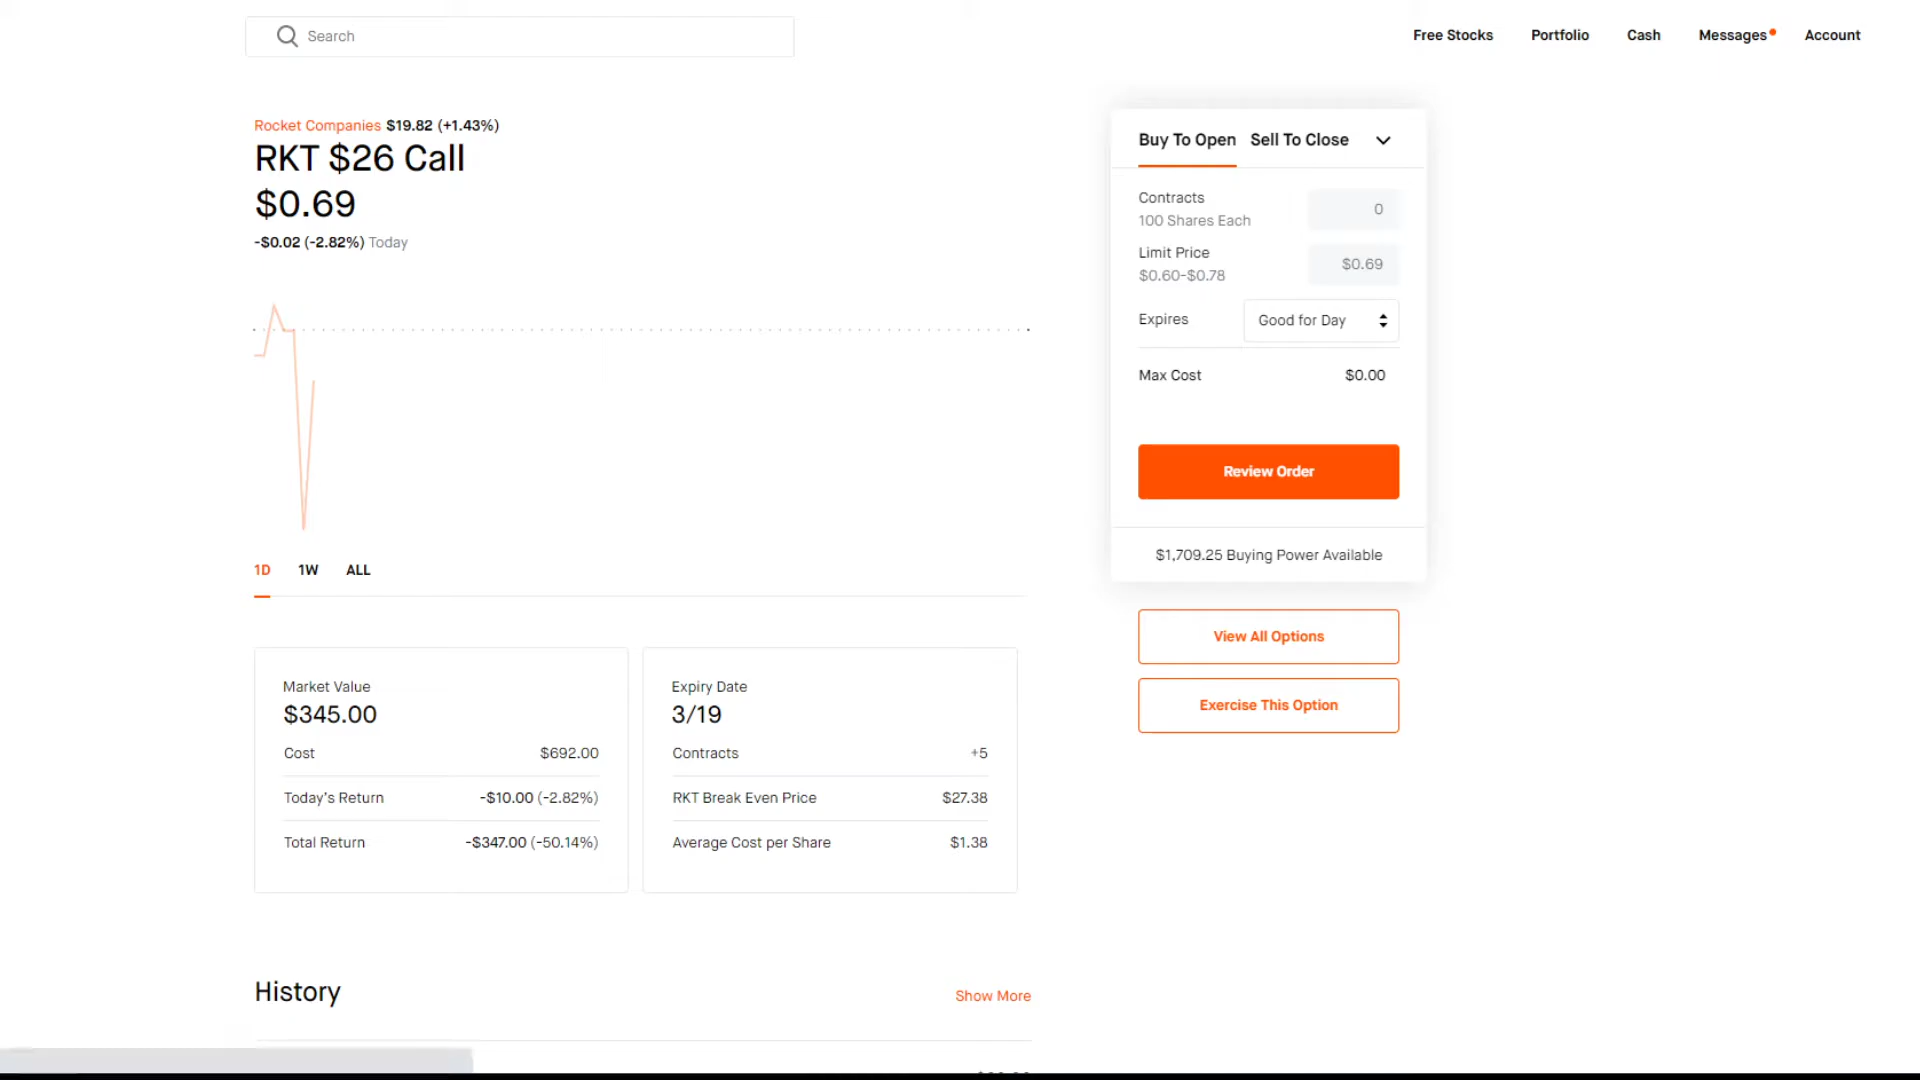 Search
Free Stocks Portfolio Cash Messages Account
Rocket Companies $19.82 (+1.43%)
RKT $26 Call
$0.69
-$0.02 (-2.82%) Today
1D 1W ALL
Market Value
$345.00
Cost $692.00
Today's Return -$10.00 (-2.82%)
Total Return -$347.00 (-50.14%)
Expiry Date
3/19
Contracts +5
RKT Break Even Price $27.38
Average Cost per Share $1.38
History Show More
Buy To Open Sell To Close
Contracts 0
100 Shares Each
Limit Price $0.69
$0.60-$0.78
Expires Good for Day
Max Cost $0.00
Review Order
$1,709.25 Buying Power Available
View All Options
Exercise This Option